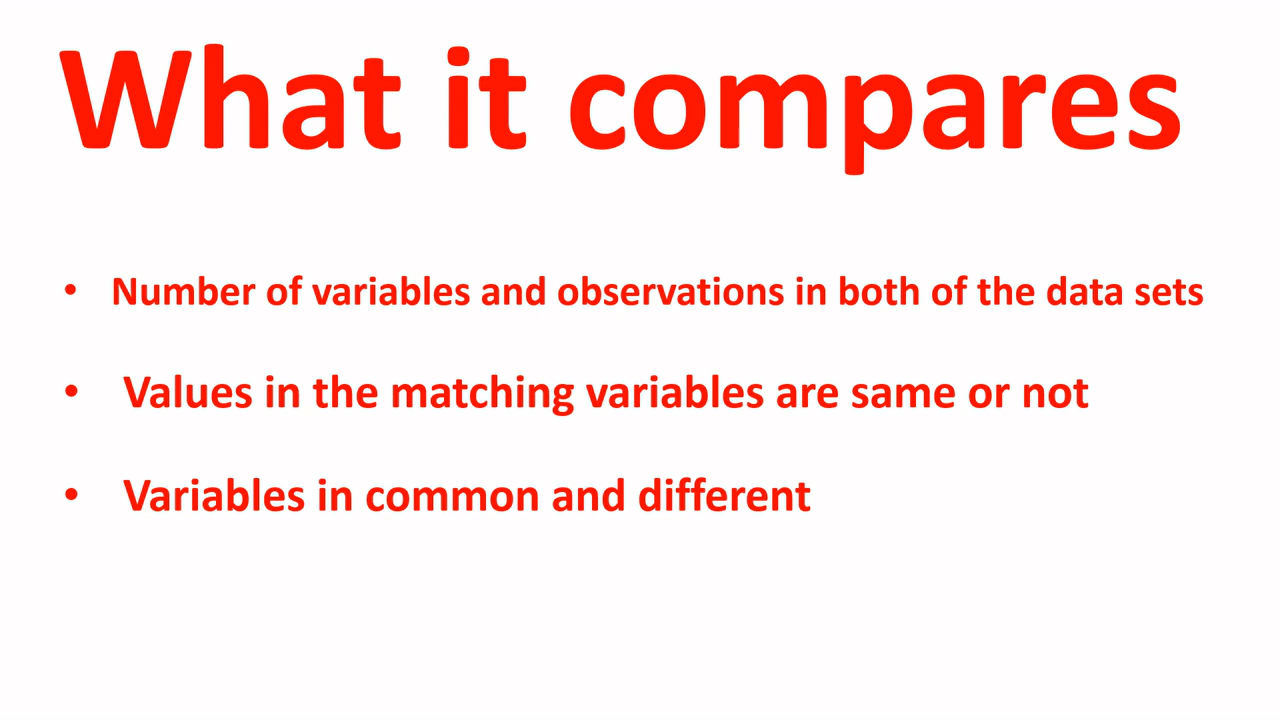 What it compares
• Number of variables and observations in both of the data sets
• Values in the matching variables are same or not
• Variables in common and different